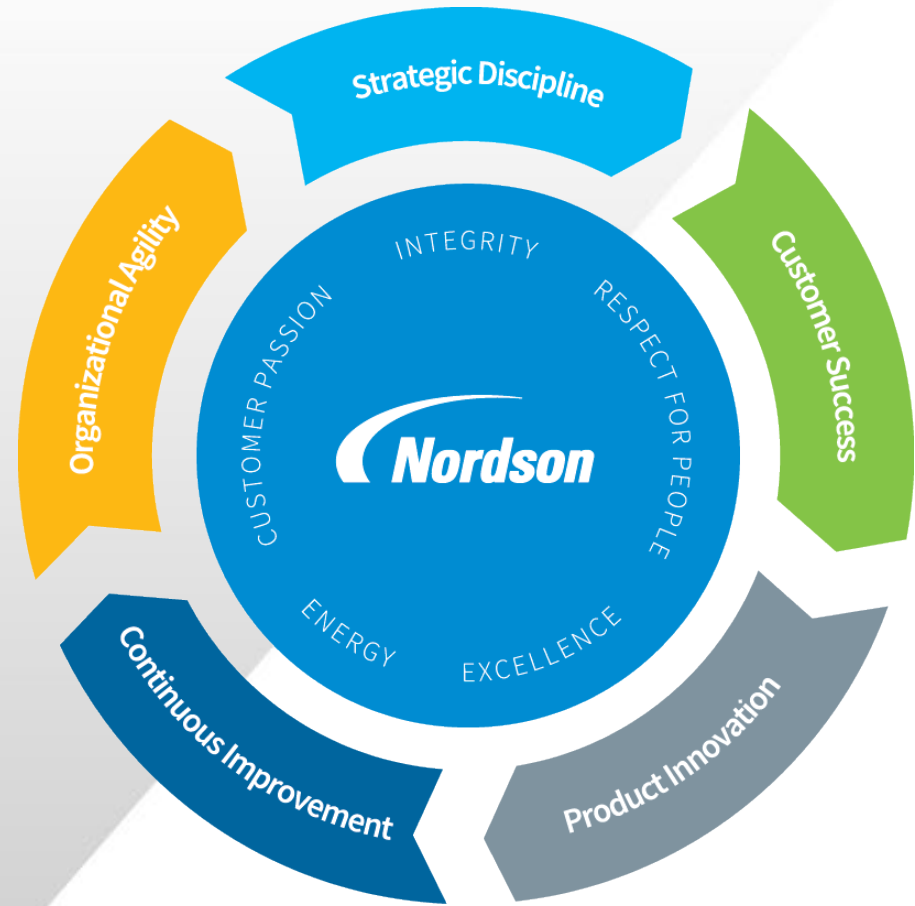 Strategic Discipline
Customer Success
Product Innovation
Continuous Improvement
Organizational Agility
INTEGRITY
RESPECT FOR PEOPLE
EXCELLENCE
ENERGY
CUSTOMER PASSION
Nordson